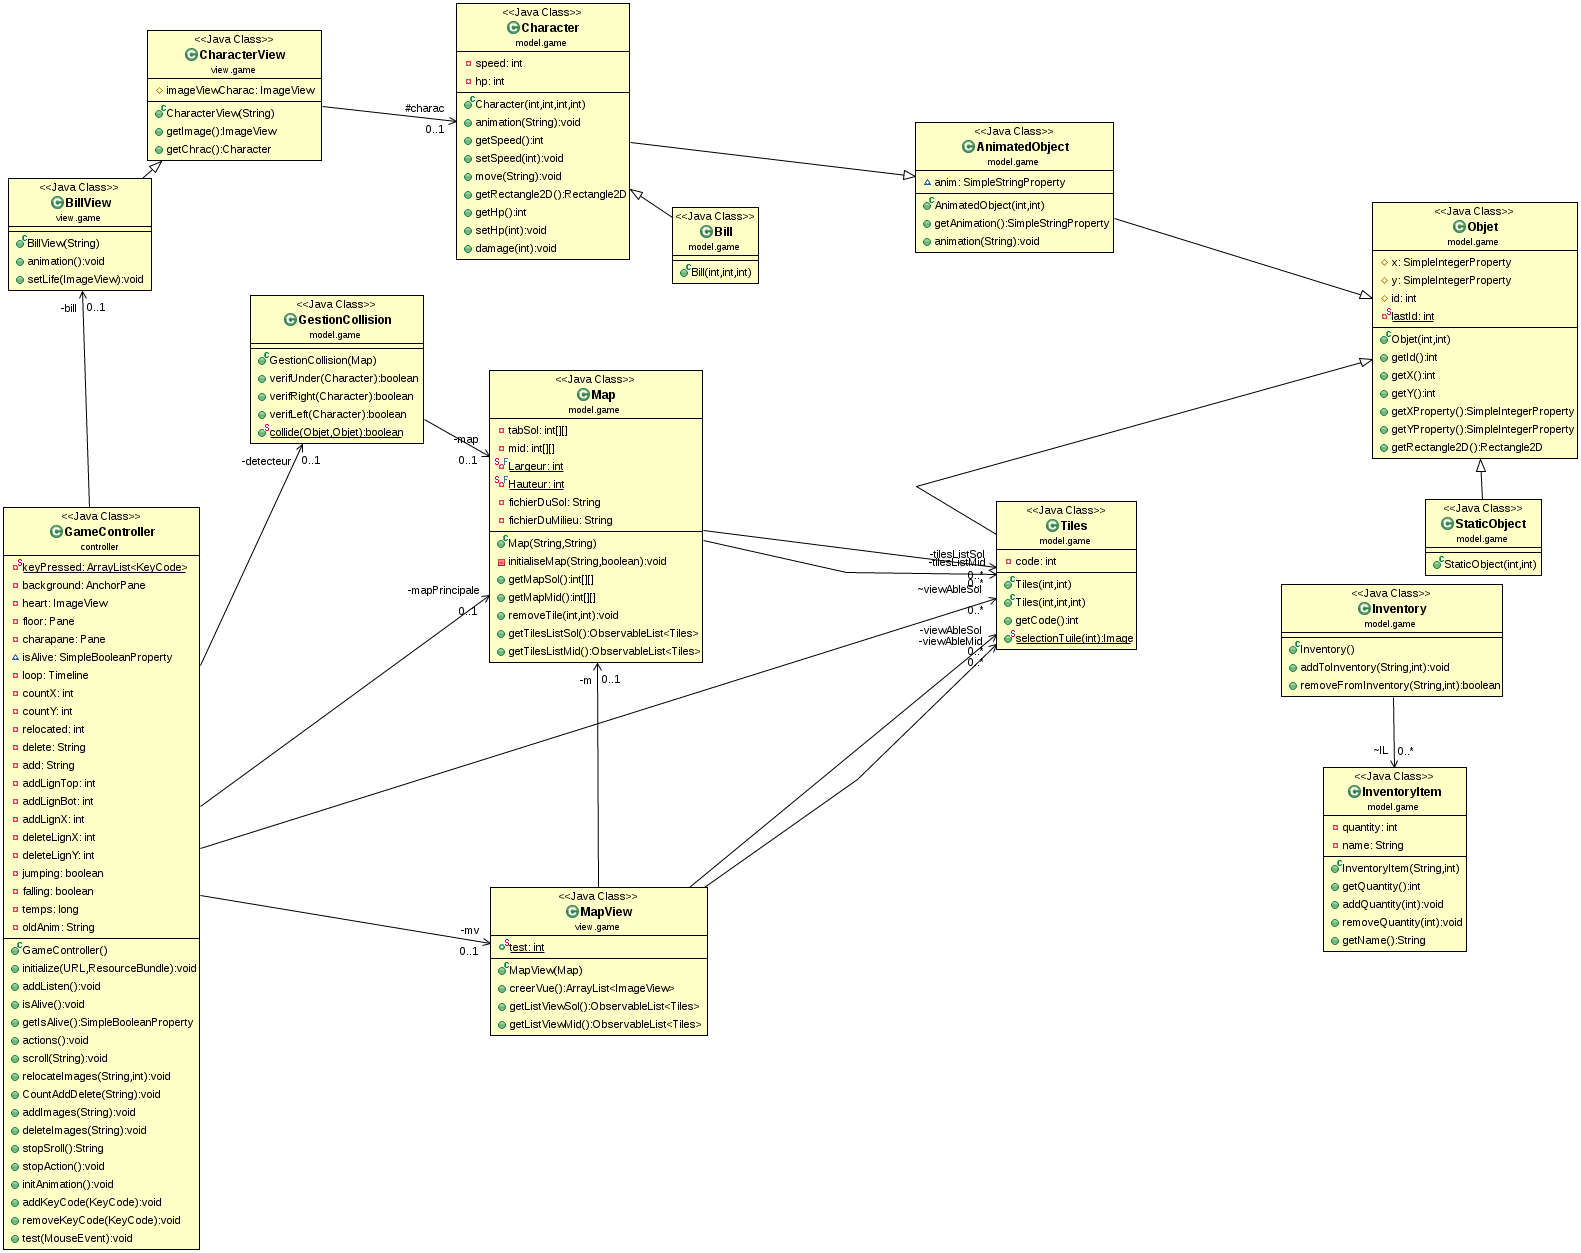 <<Java Class>>
CharacterView
view.game
imageViewCharac: ImageView
CharacterView(String)
getImage():ImageView
getChrac():Character
<<Java Class>>
Character
model.game
speed: int
hp: int
Character(int,int,int,int)
animation(String):void
getSpeed():int
setSpeed(int):void
move(String):void
getRectangle2D():Rectangle2D
getHp():int
setHp(int):void
damage(int):void
#charac
0..1
<<Java Class>>
AnimatedObject
model.game
anim: SimpleStringProperty
AnimatedObject(int,int)
getAnimation():SimpleStringProperty
animation(String):void
<<Java Class>>
BillView
view.game
BillView(String)
animation():void
setLife(ImageView):void
-bill
0..1
<<Java Class>>
Bill
model.game
Bill(int,int,int)
<<Java Class>>
Objet
model.game
x: SimpleIntegerProperty
y: SimpleIntegerProperty
id: int
lastId: int
Objet(int,int)
getId():int
getX():int
getY():int
getXProperty():SimpleIntegerProperty
getYProperty():SimpleIntegerProperty
getRectangle2D():Rectangle2D
<<Java Class>>
GestionCollision
model.game
GestionCollision(Map)
verifUnder(Character):boolean
verifRight(Character):boolean
verifLeft(Character):boolean
collide(Objet,Objet):boolean
-detecteur
0..1
-map
0..1
<<Java Class>>
Map
model.game
tabSol: int[][]
mid: int[][]
Largeur: int
Hauteur: int
fichierDuSol: String
fichierDuMilieu: String
Map(String,String)
initialiseMap(String,boolean):void
getMapSol():int[][]
getMapMid():int[][]
removeTile(int,int):void
getTilesListSol():ObservableList<Tiles>
getTilesListMid():ObservableList<Tiles>
-mapPrincipale
0..1
-m
0..1
-tilesListSol
-tilesListMid
0..*
0..*
~viewAbleSol
0..*
-viewAbleSol
-viewAbleMid
0..*
0..*
<<Java Class>>
Tiles
model.game
code: int
Tiles(int,int)
Tiles(int,int,int)
getCode():int
selectionTuile(int):Image
<<Java Class>>
StaticObject
model.game
StaticObject(int,int)
<<Java Class>>
Inventory
model.game
Inventory()
addToInventory(String,int):void
removeFromInventory(String,int):boolean
~IL
0..*
<<Java Class>>
InventoryItem
model.game
quantity: int
name: String
InventoryItem(String,int)
getQuantity():int
addQuantity(int):void
removeQuantity(int):void
getName():String
<<Java Class>>
GameController
controller
keyPressed: ArrayList<KeyCode>
background: AnchorPane
heart: ImageView
floor: Pane
charapane: Pane
isAlive: SimpleBooleanProperty
loop: Timeline
countX: int
countY: int
relocated: int
delete: String
add: String
addLignTop: int
addLignBot: int
addLignX: int
deleteLignX: int
deleteLignY: int
jumping: boolean
falling: boolean
temps: long
oldAnim: String
GameController()
initialize(URL,ResourceBundle):void
addListen():void
isAlive():void
getIsAlive():SimpleBooleanProperty
actions():void
scroll(String):void
relocateImages(String,int):void
CountAddDelete(String):void
addImages(String):void
deleteImages(String):void
stopSroll():String
stopAction():void
initAnimation():void
addKeyCode(KeyCode):void
removeKeyCode(KeyCode):void
test(MouseEvent):void
-mv
0..1
<<Java Class>>
MapView
view.game
test: int
MapView(Map)
creerVue():ArrayList<ImageView>
getListViewSol():ObservableList<Tiles>
getListViewMid():ObservableList<Tiles>